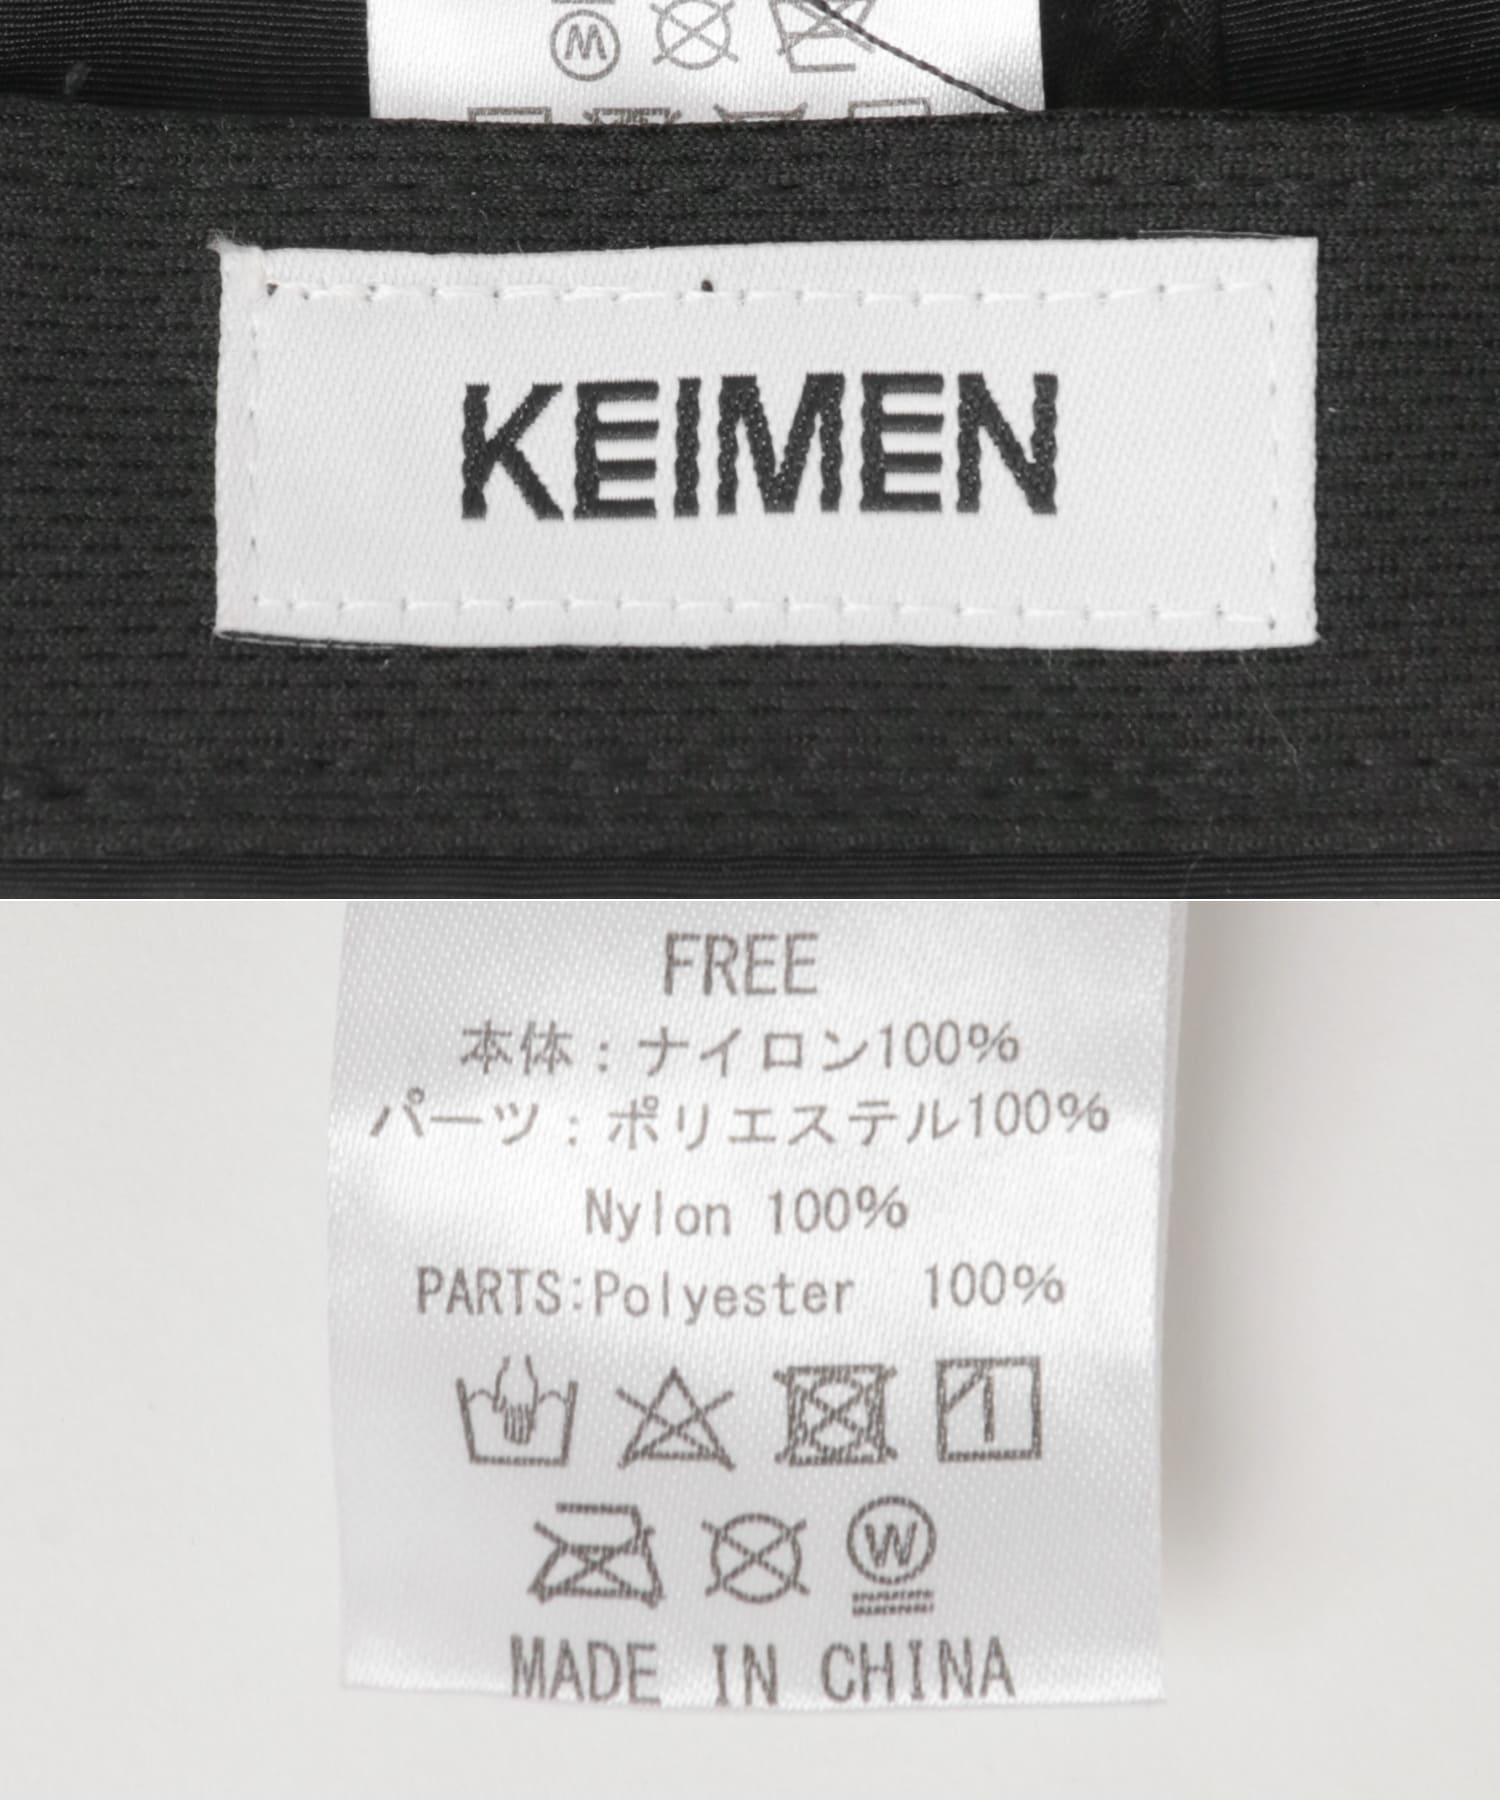 W
KEIMEN
FREE
本体：ナイロン100%
パーツ：ポリエステル100%
Nylon 100%
PARTS:Polyester 100%
W
MADE IN CHINA